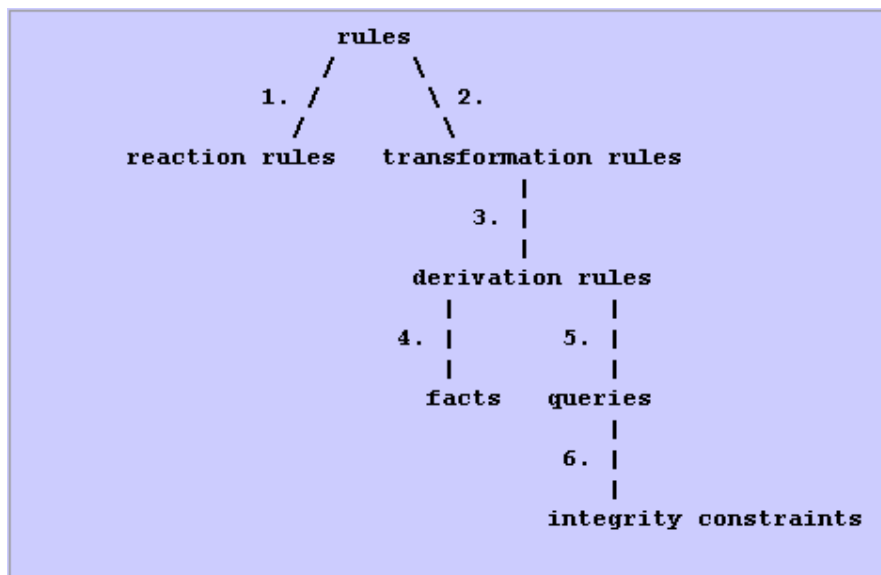 rules
1. 2.
reaction rules transformation rules
3.
derivation rules
4. 5.
facts queries
6.
integrity constraints